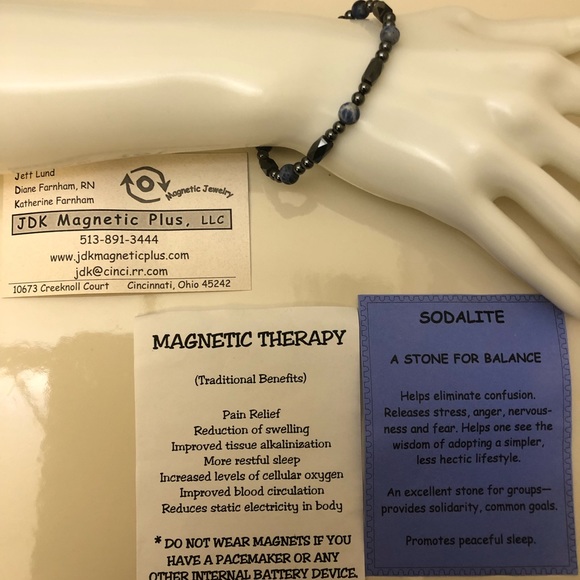 Jeff Lund
Diane Farnham, RN
Katherine Farnham
Magnetic Jewelry
JDK Magnetic Plus, LLC
513-891-3444
www.jdkmagneticplus.com
jdk@cinci.rr.com
10673 Creeknoll Court Cincinnati, Ohio 45242
MAGNETIC THERAPY
(Traditional Benefits)
Pain Relief
Reduction of swelling
Improved tissue alkalinization
More restful sleep
Increased levels of cellular oxygen
Improved blood circulation
Reduces static electricity in body
* DO NOT WEAR MAGNETS IF YOU
HAVE A PACEMAKER OR ANY
OTHER INTERNAL BATTERY DEVICE.
SODALITE
A STONE FOR BALANCE
Helps eliminate confusion.
Releases stress, anger, nervous-
ness and fear. Helps one see the
wisdom of adopting a simpler,
less hectic lifestyle.
An excellent stone for groups—
provides solidarity, common goals.
Promotes peaceful sleep.